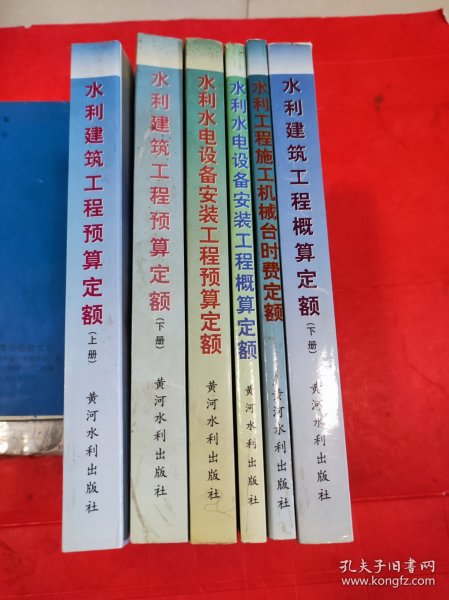 水利建筑工程预算定额
(上册)
黄河水利出版社
水利建筑工程预算定额
(下册)
黄河水利出版社
水利水电设备安装工程预算定额
黄河水利出版社
水利水电设备安装工程概算定额
黄河水利出版社
水利工程施工机械台时费定额
黄河水利出版社
水利建筑工程概算定额
(下册)
黄河水利出版社
孔夫子旧书网
www.kongfz.com